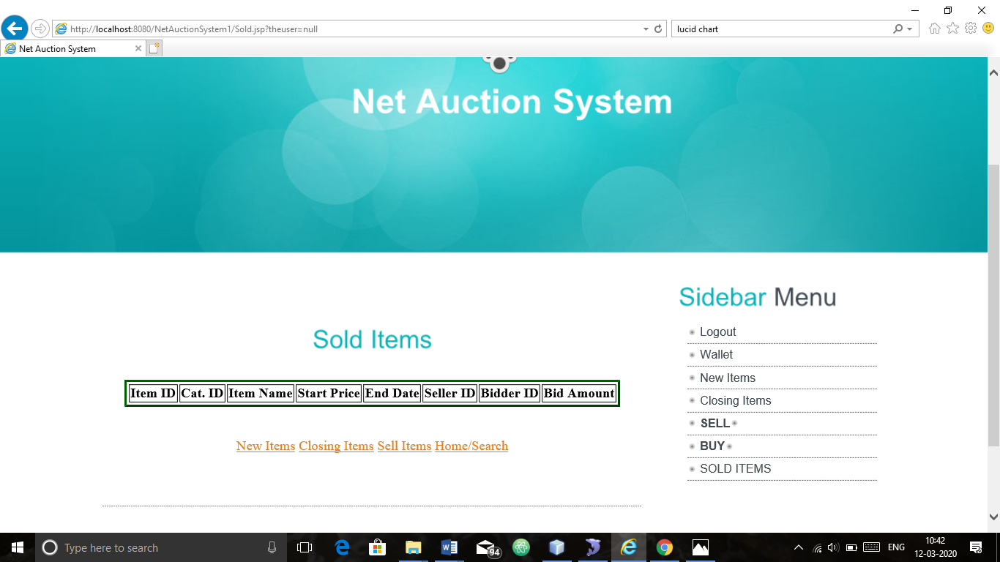 http://localhost:8080/NetAuctionSystem1/Sold.jsp?theuser=null
lucid chart
Net Auction System
Net Auction System
Sidebar Menu
Logout
Wallet
New Items
Closing Items
SELL
BUY
SOLD ITEMS
Sold Items
Item ID Cat. ID Item Name Start Price End Date Seller ID Bidder ID Bid Amount
New Items Closing Items Sell Items Home/Search
Type here to search
94
ENG
10:42
12-03-2020